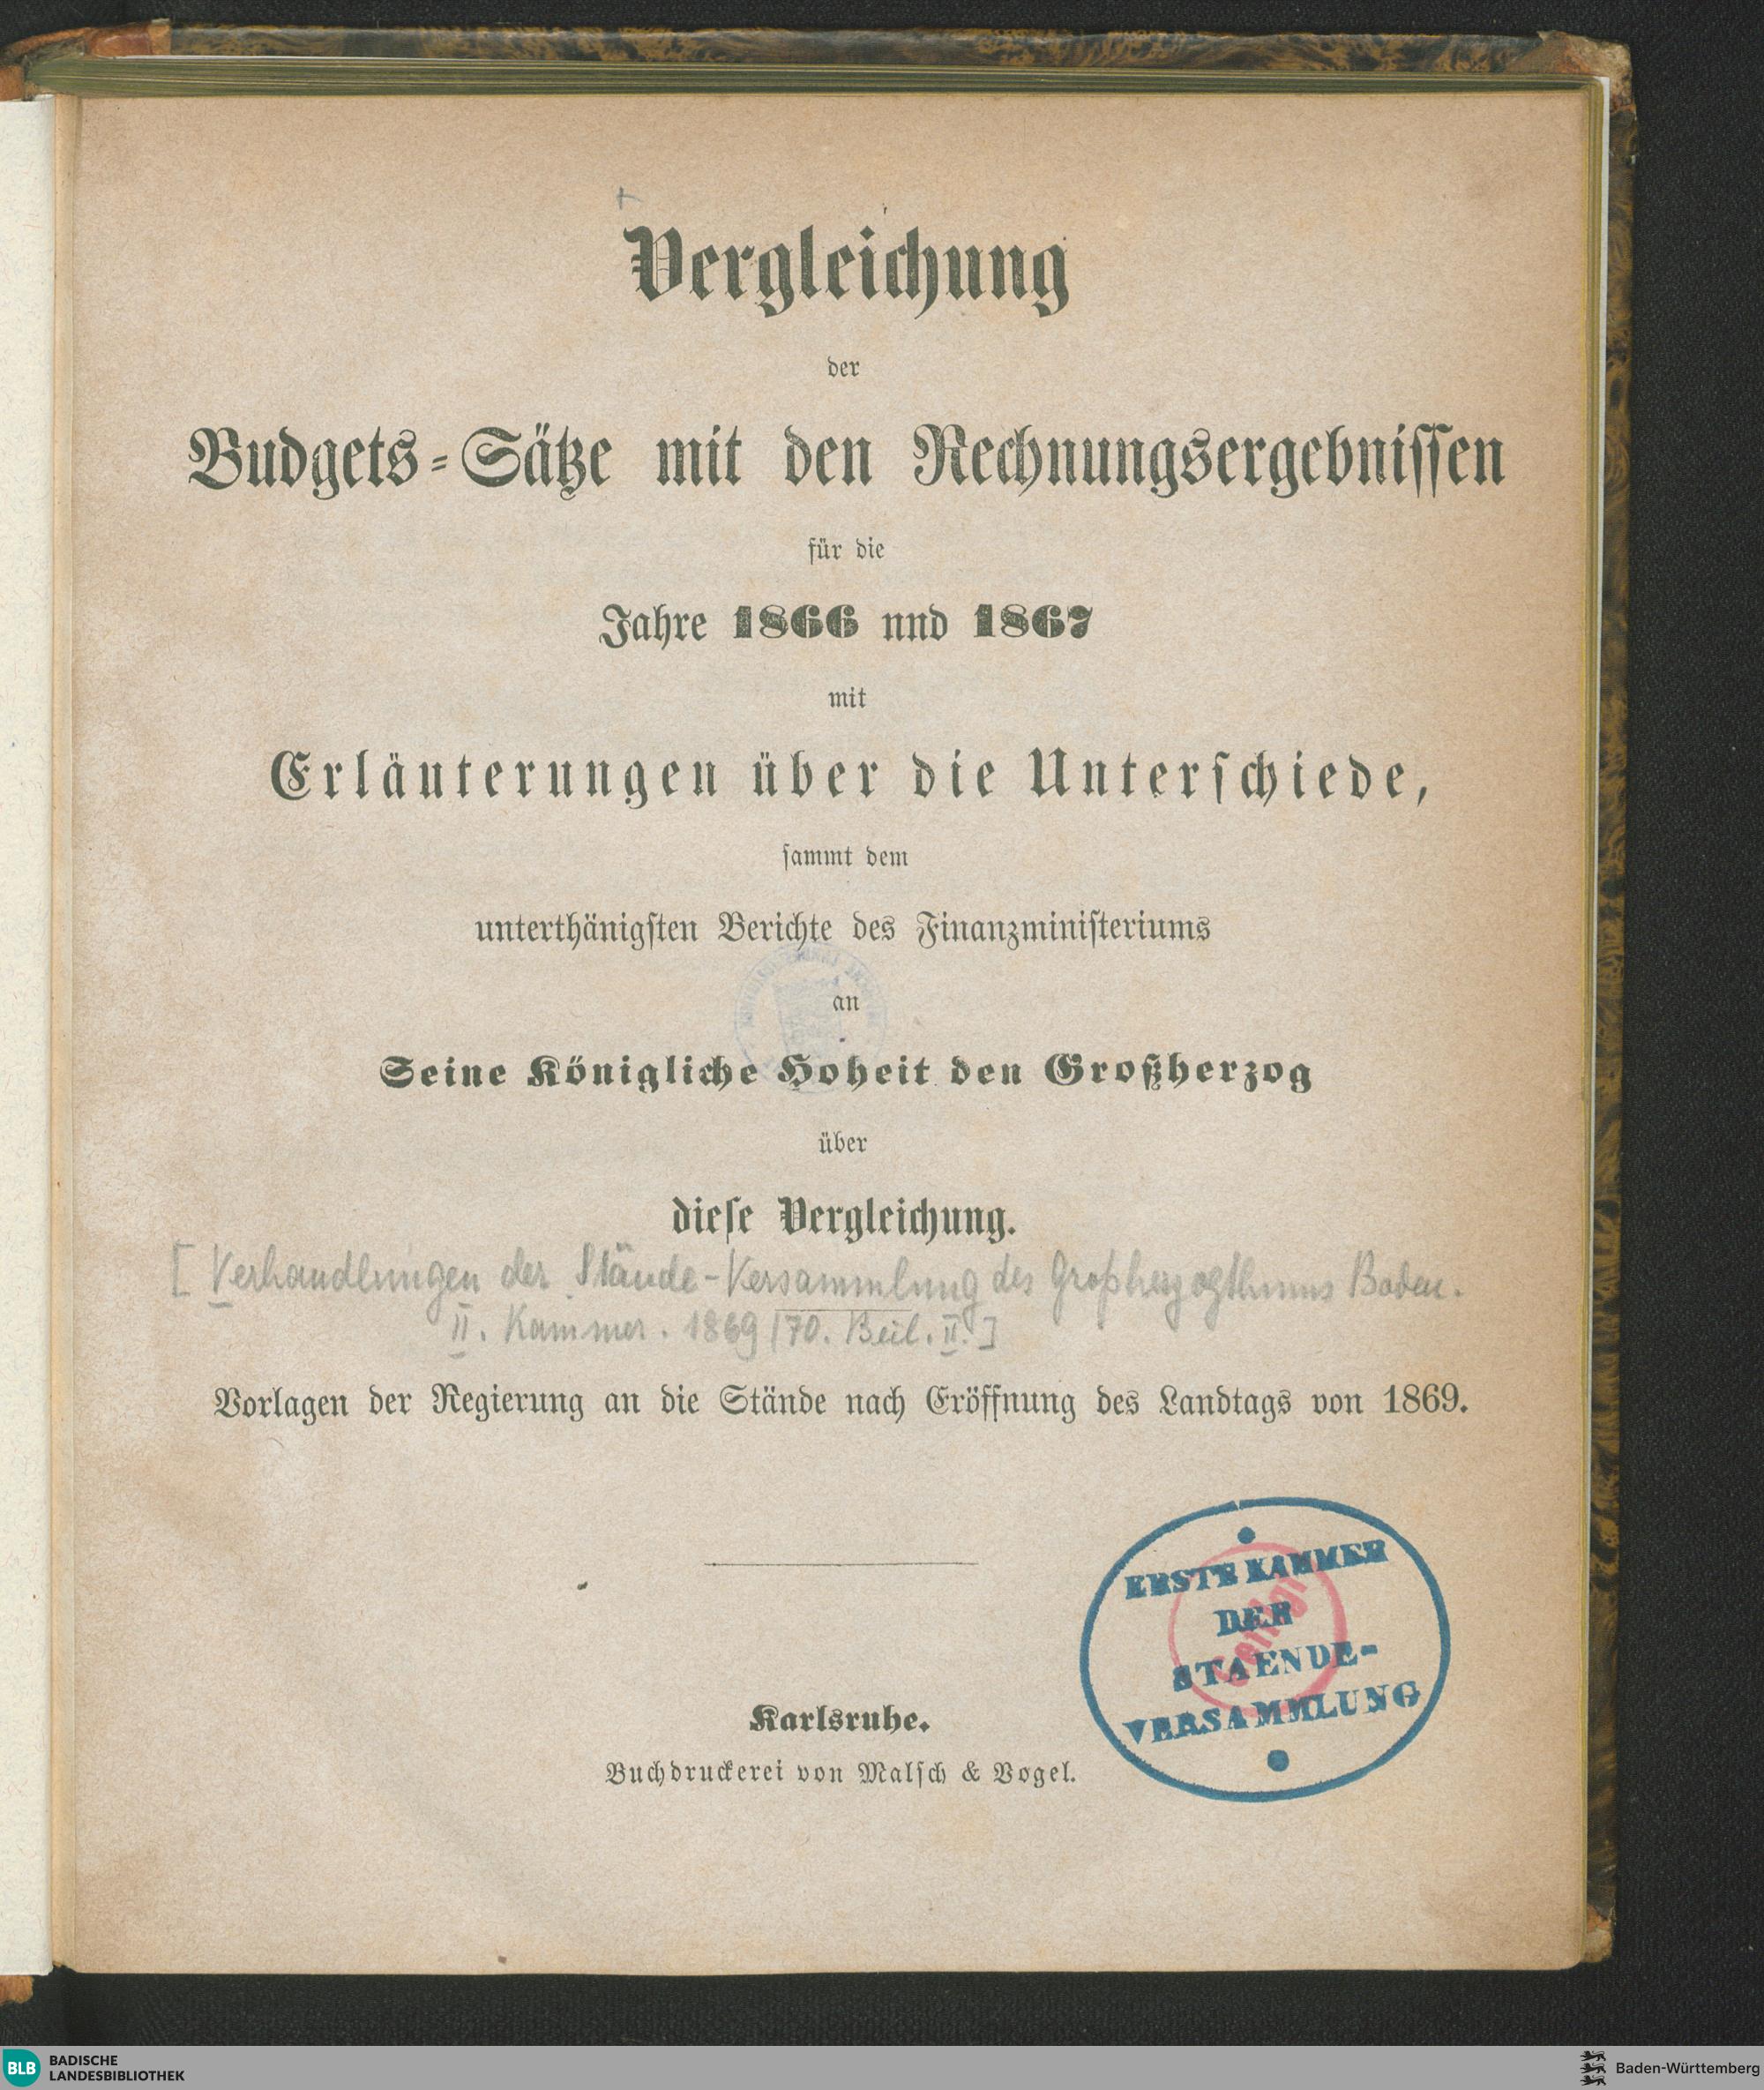 Vergleichung
der
Budgets-Sätze mit den Rechnungsergebnissen
für die
Jahre 1866 nnd 1867
mit
Erläuterungen über die Unterschiede,
sammt dem
unterthänigsten Berichte des Finanzministeriums
an
Seine Königliche Hoheit den Großherzog
über
diese Vergleichung.
[Verhandlungen der Stände-Versammlung des Großherzogthums Baden.
II. Kammer. 1869/70. Beil. II.]
Vorlagen der Regierung an die Stände nach Eröffnung des Landtags von 1869.
ERSTE KAMMER
DER
STAENDE-
VERSAMMLUNG
Karlsruhe.
Buchdruckerei von Malsch & Vogel.
BLB BADISCHE
LANDESBIBLIOTHEK
Baden-Württemberg